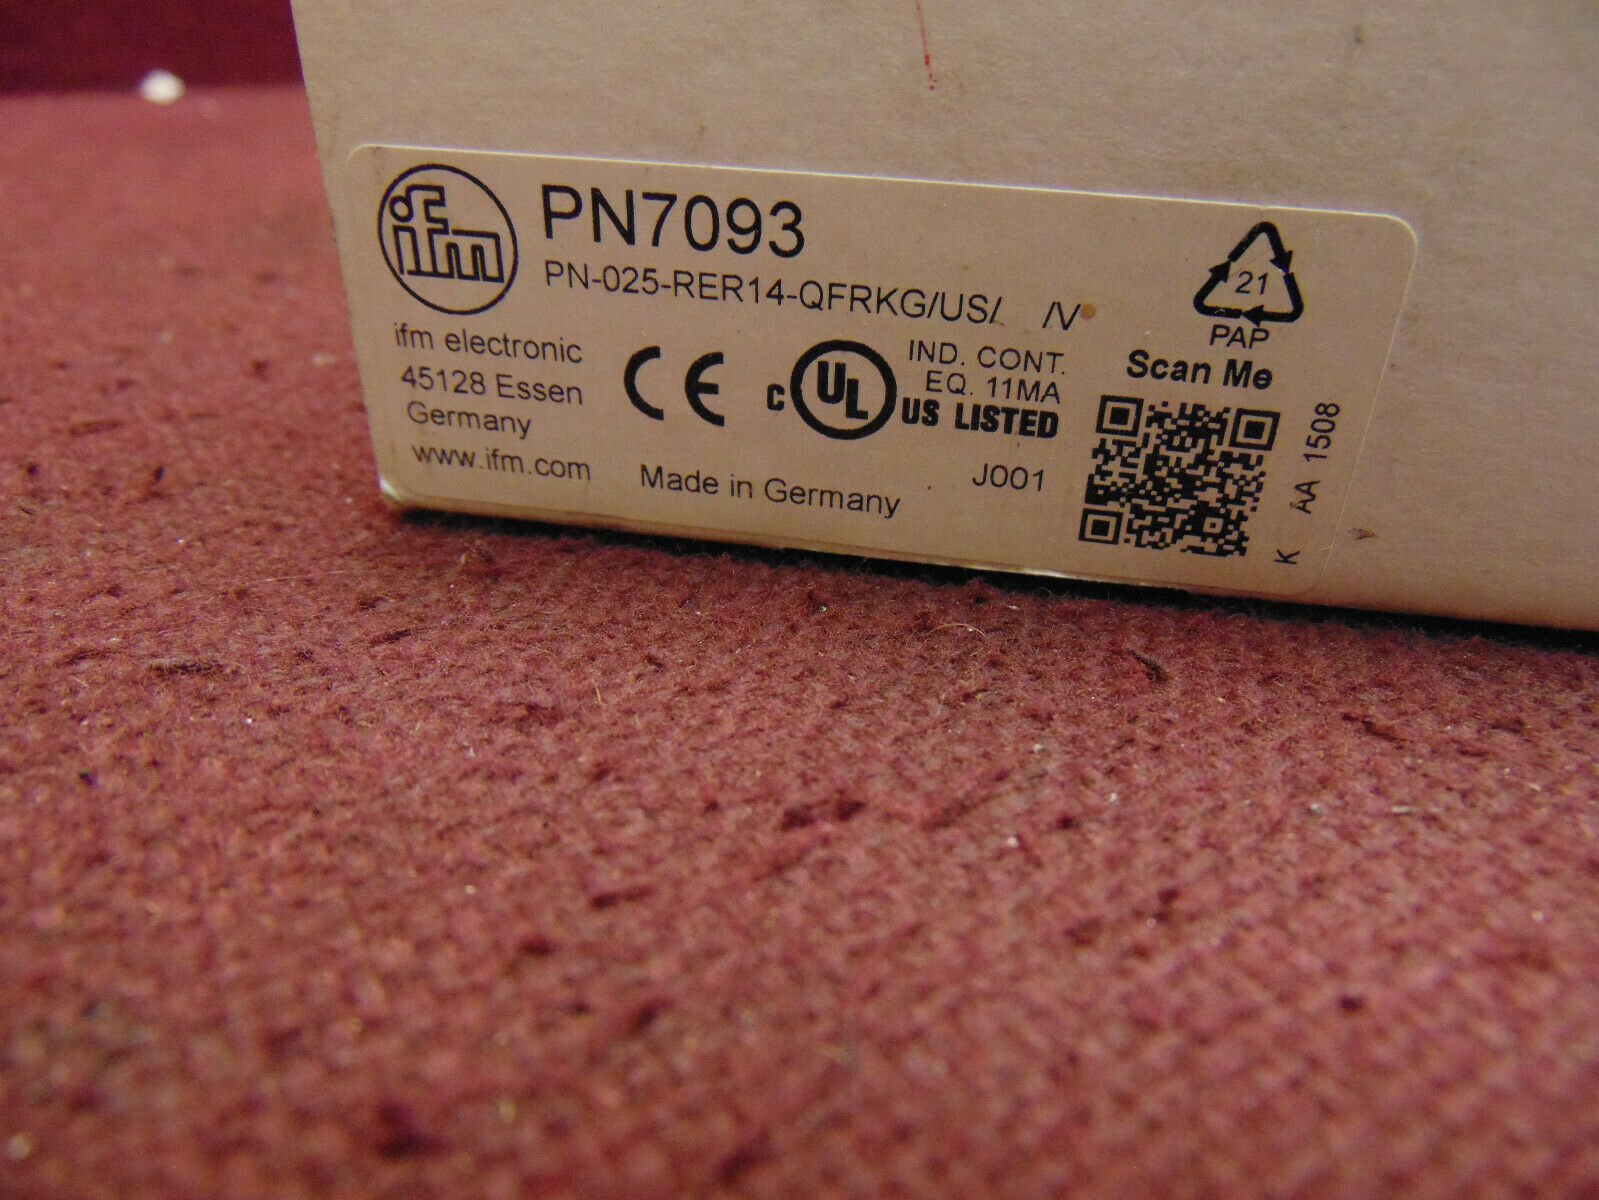 ifm
PN7093
PN-025-RER14-QFRKG/US/ /V
ifm electronic
45128 Essen
Germany
www.ifm.com
CE
c UL US LISTED
IND. CONT.
EQ. 11MA
Made in Germany
J001
21
PAP
Scan Me
K AA 1508